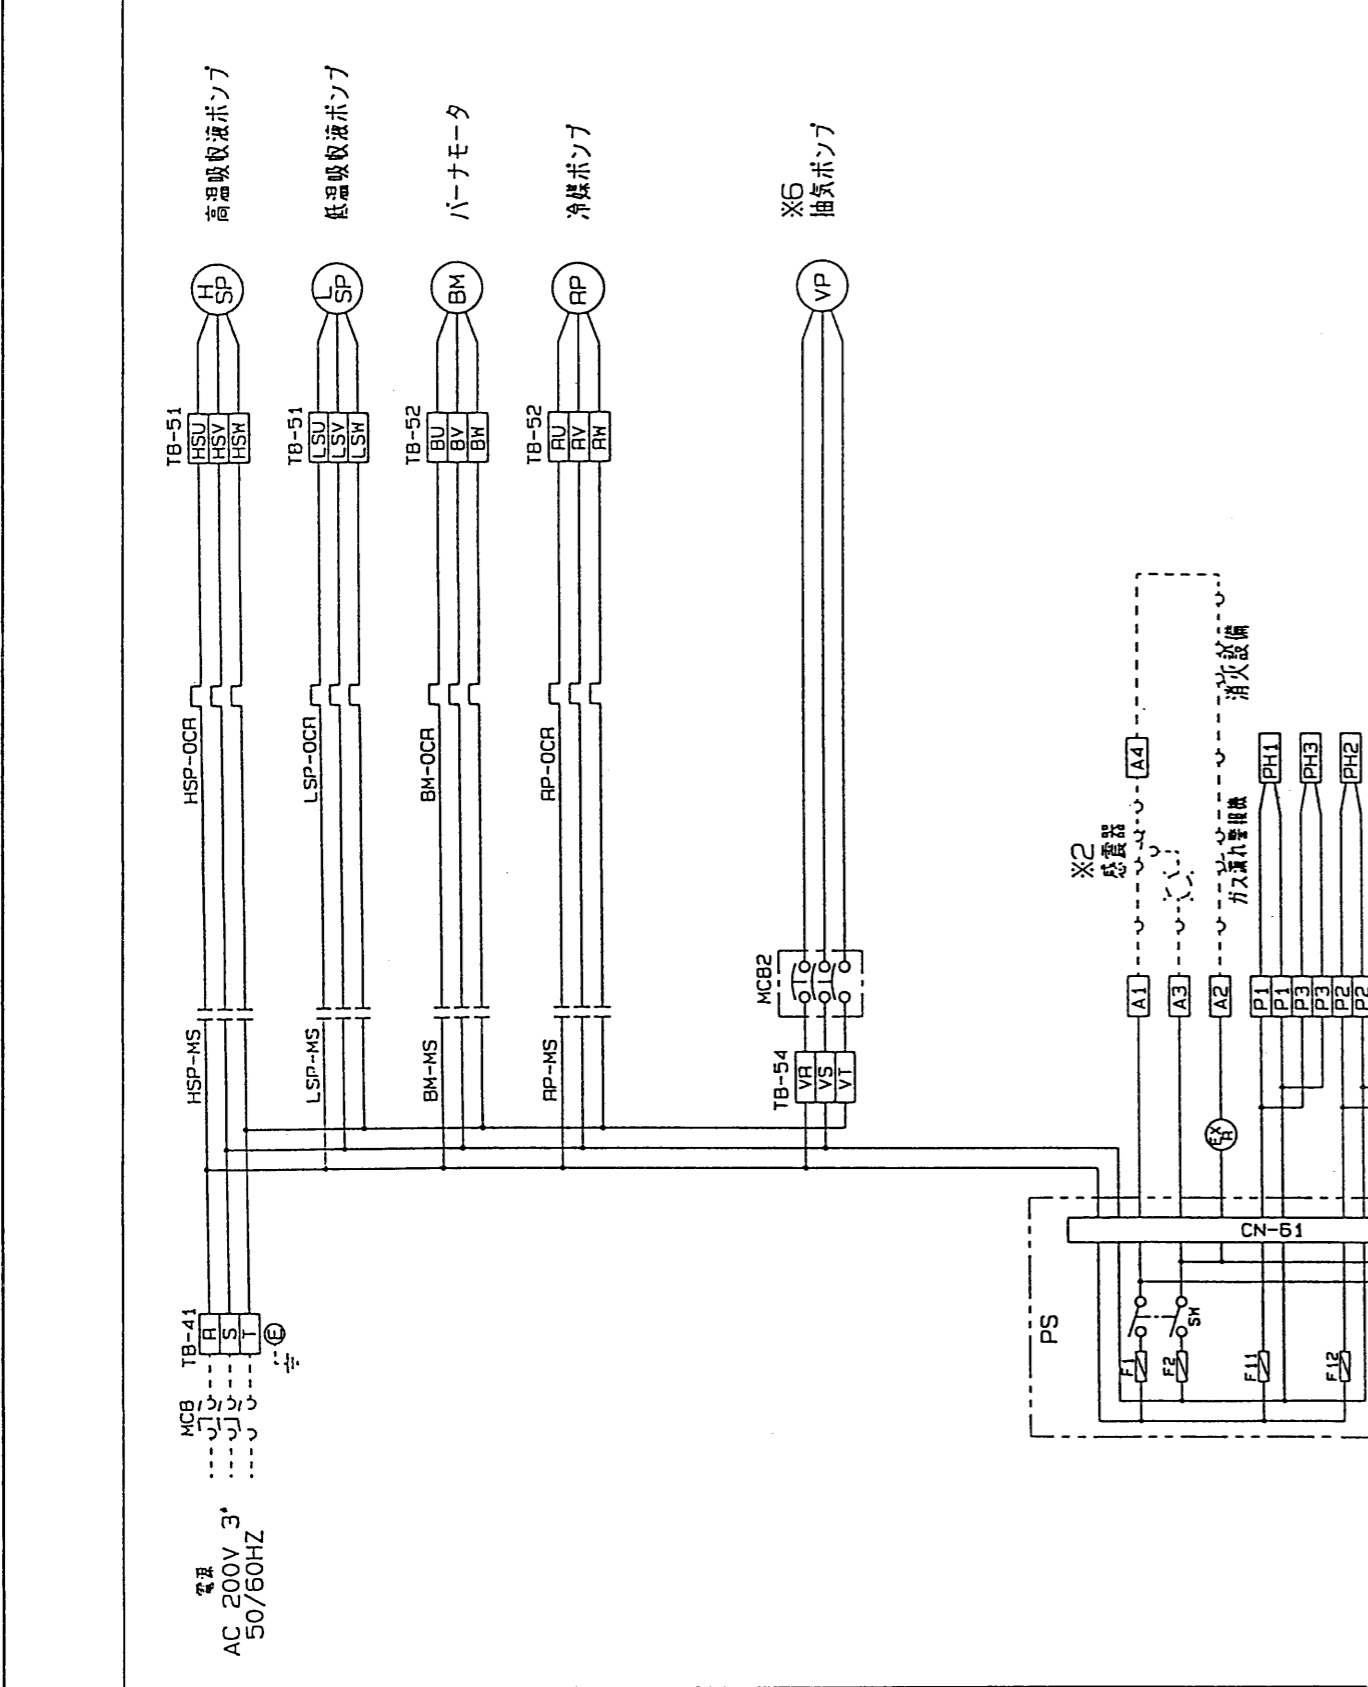 高温吸収液ポンプ
低温吸収液ポンプ
バーナモータ
冷媒ポンプ
※6
抽気ポンプ
H
SP
L
SP
BM
RP
VP
TB-51
HSU
HSV
HSW
TB-51
LSU
LSV
LSW
TB-52
BU
BV
BW
TB-52
RU
RV
RW
HSP-OCR
LSP-OCR
BM-OCR
RP-OCR
HSP-MS
LSP-MS
BM-MS
RP-MS
MCB2
TB-54
VR
VS
VT
※2
感震器
消火設備
ガス漏れ警報機
A4
A1
A3
A2
PH1
PH3
PH2
P1
P1
P3
P3
P2
P2
EX
R
CN-61
PS
SW
F1
F2
F11
F12
TB-41
R
S
T
E
MCB
電源
AC 200V 3
50/60HZ